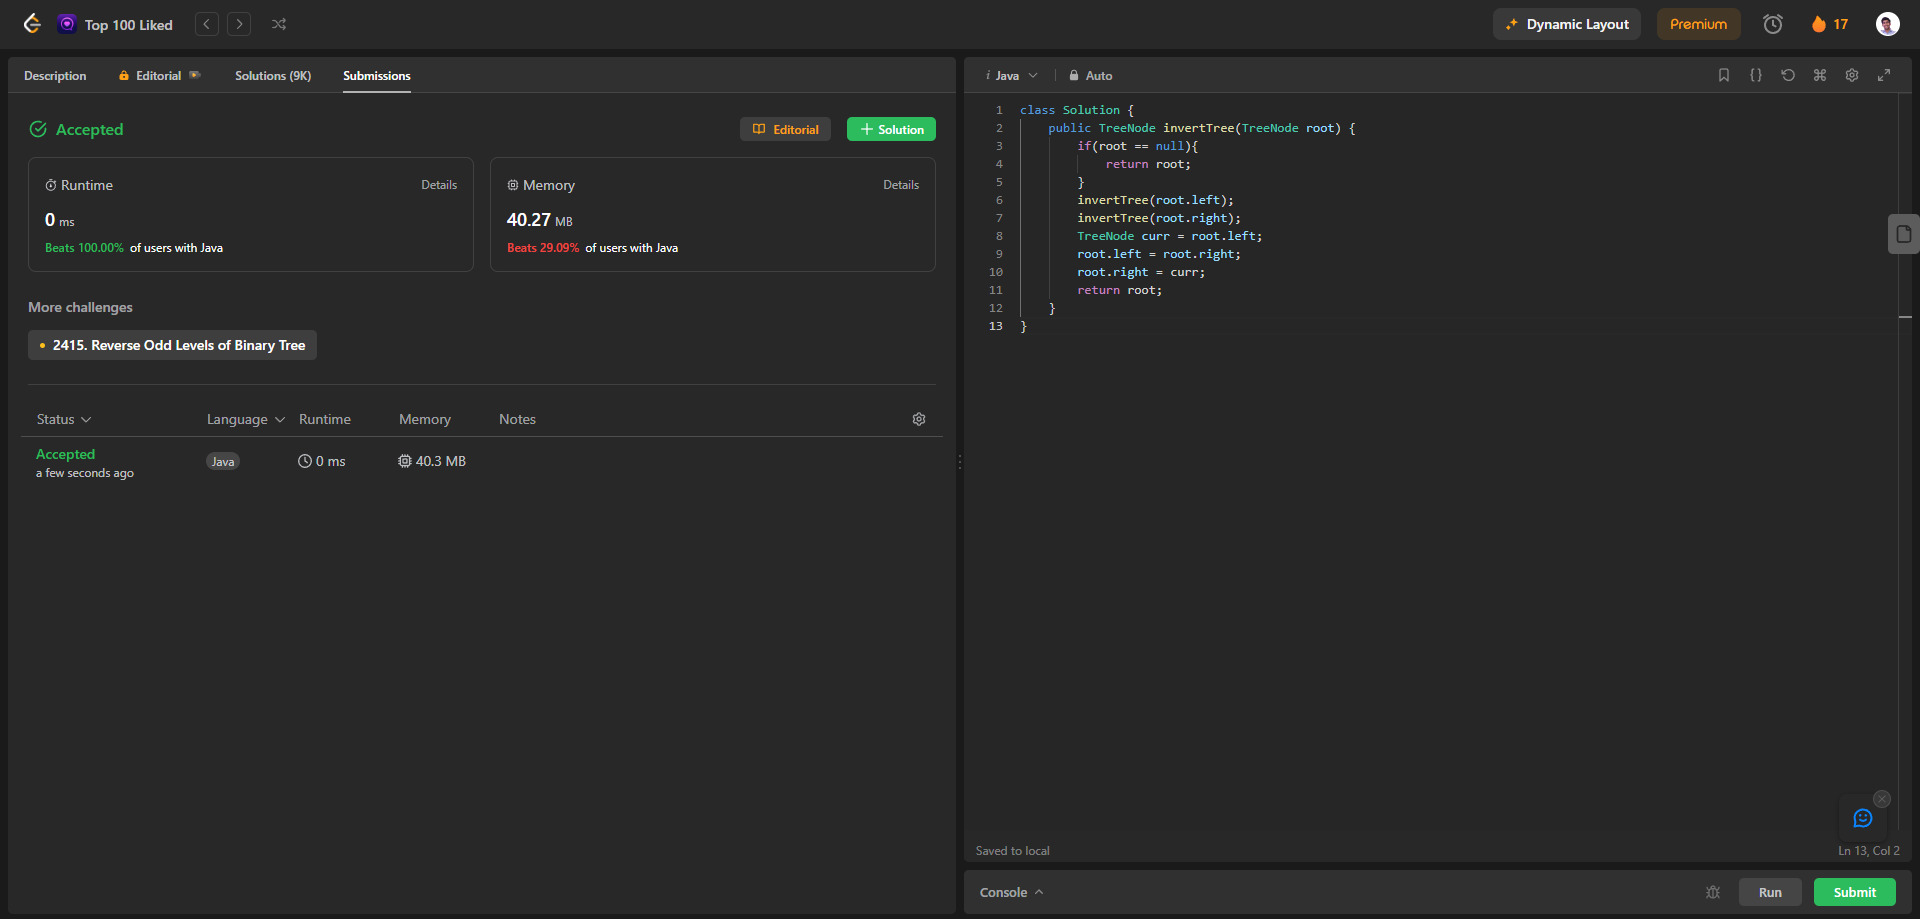 Top 100 Liked
Dynamic Layout
Premium
17
Description
Editorial
Solutions (9K)
Submissions
Accepted
Editorial
Solution
Runtime
Details
0 ms
Beats 100.00% of users with Java
Memory
Details
40.27 MB
Beats 29.09% of users with Java
More challenges
2415. Reverse Odd Levels of Binary Tree
Status
Language
Runtime
Memory
Notes
Accepted
a few seconds ago
Java
0 ms
40.3 MB
i Java
Auto
1 class Solution {
2 public TreeNode invertTree(TreeNode root) {
3 if(root == null){
4 return root;
5 }
6 invertTree(root.left);
7 invertTree(root.right);
8 TreeNode curr = root.left;
9 root.left = root.right;
10 root.right = curr;
11 return root;
12 }
13 }
Saved to local
Ln 13, Col 2
Console
Run
Submit